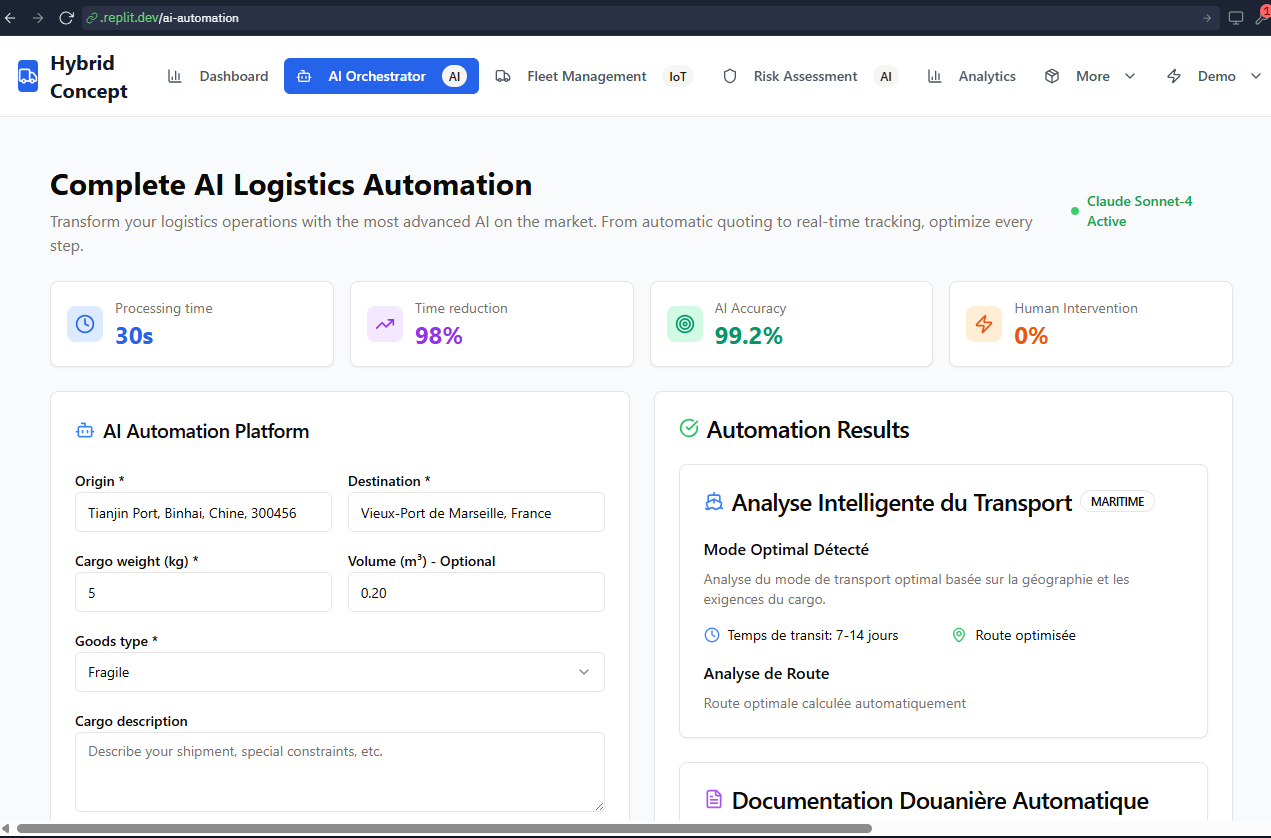 .replit.dev/ai-automation
1
Hybrid
Concept
Dashboard
AI Orchestrator AI
Fleet Management IoT
Risk Assessment AI
Analytics
More
Demo
Complete AI Logistics Automation
Transform your logistics operations with the most advanced AI on the market. From automatic quoting to real-time tracking, optimize every
step.
Claude Sonnet-4
Active
Processing time
30s
Time reduction
98%
AI Accuracy
99.2%
Human Intervention
0%
AI Automation Platform
Origin *
Tianjin Port, Binhai, Chine, 300456
Destination *
Vieux-Port de Marseille, France
Cargo weight (kg) *
5
Volume (m³) - Optional
0.20
Goods type *
Fragile
Cargo description
Describe your shipment, special constraints, etc.
Automation Results
Analyse Intelligente du Transport MARITIME
Mode Optimal Détecté
Analyse du mode de transport optimal basée sur la géographie et les
exigences du cargo.
Temps de transit: 7-14 jours
Route optimisée
Analyse de Route
Route optimale calculée automatiquement
Documentation Douanière Automatique